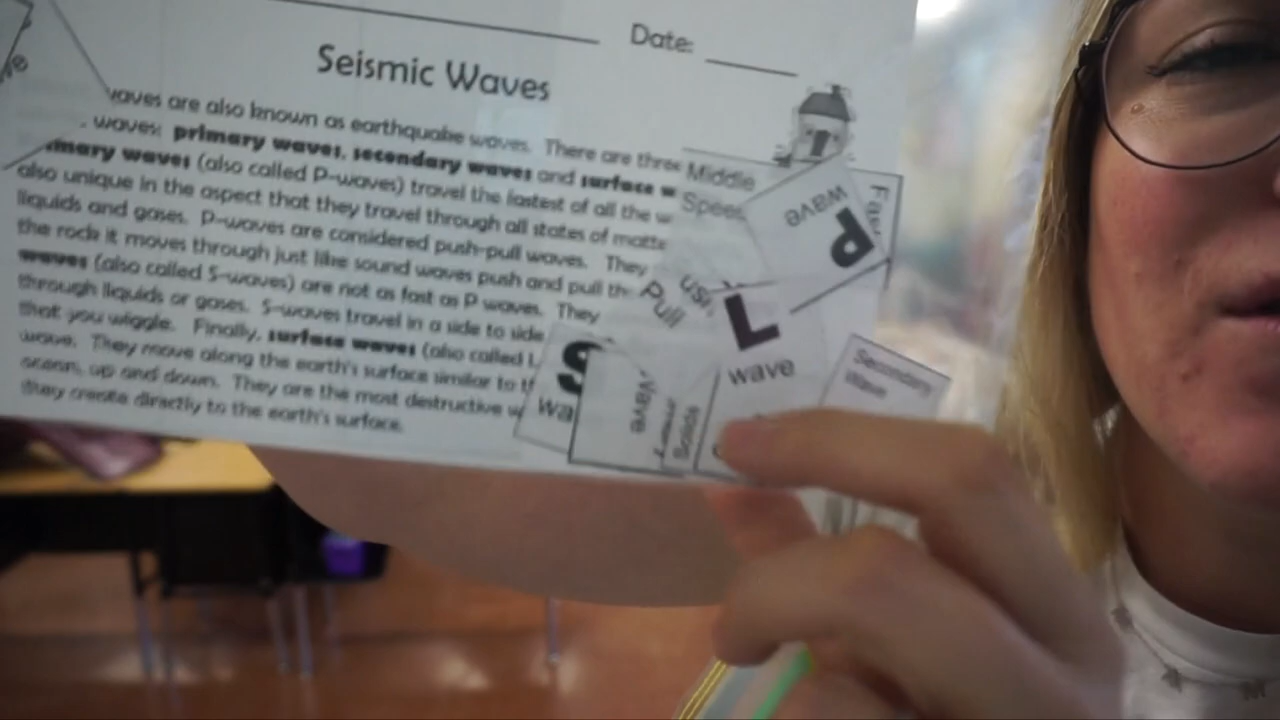 Date:
Seismic Waves
waves are also known as earthquake waves. There are three
waves: primary waves, secondary waves and surface w
mary waves (also called P-waves) travel the fastest of all the w
also unique in the aspect that they travel through all states of matte
liquids and gases. P-waves are considered push-pull waves. They
the rock it moves through just like sound waves push and pull th
waves (also called S-waves) are not as fast as P waves. They
through liquids or gases. S-waves travel in a side to side
that you wiggle. Finally, surface waves (also called L
wave. They move along the earth's surface similar to t
ocean, up and down. They are the most destructive w
they create directly to the earth's surface.
Middle
Speed
P
wave
Fas
Pull
L
wave
S
wa
Wave
Solids
Secondary
Wave